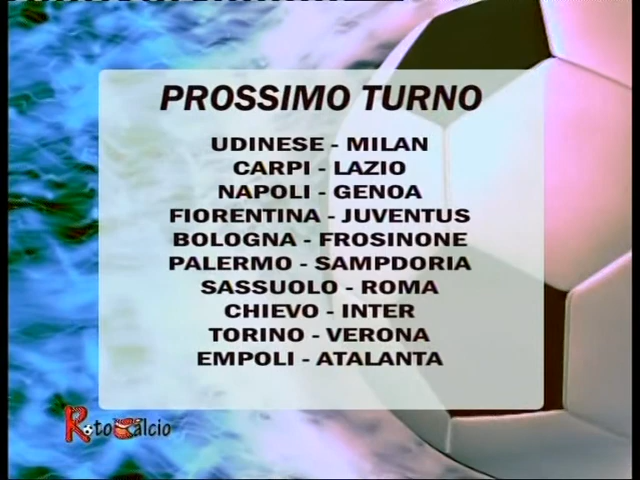 PROSSIMO TURNO
UDINESE - MILAN
CARPI - LAZIO
NAPOLI - GENOA
FIORENTINA - JUVENTUS
BOLOGNA - FROSINONE
PALERMO - SAMPDORIA
SASSUOLO - ROMA
CHIEVO - INTER
TORINO - VERONA
EMPOLI - ATALANTA
RotoCalcio